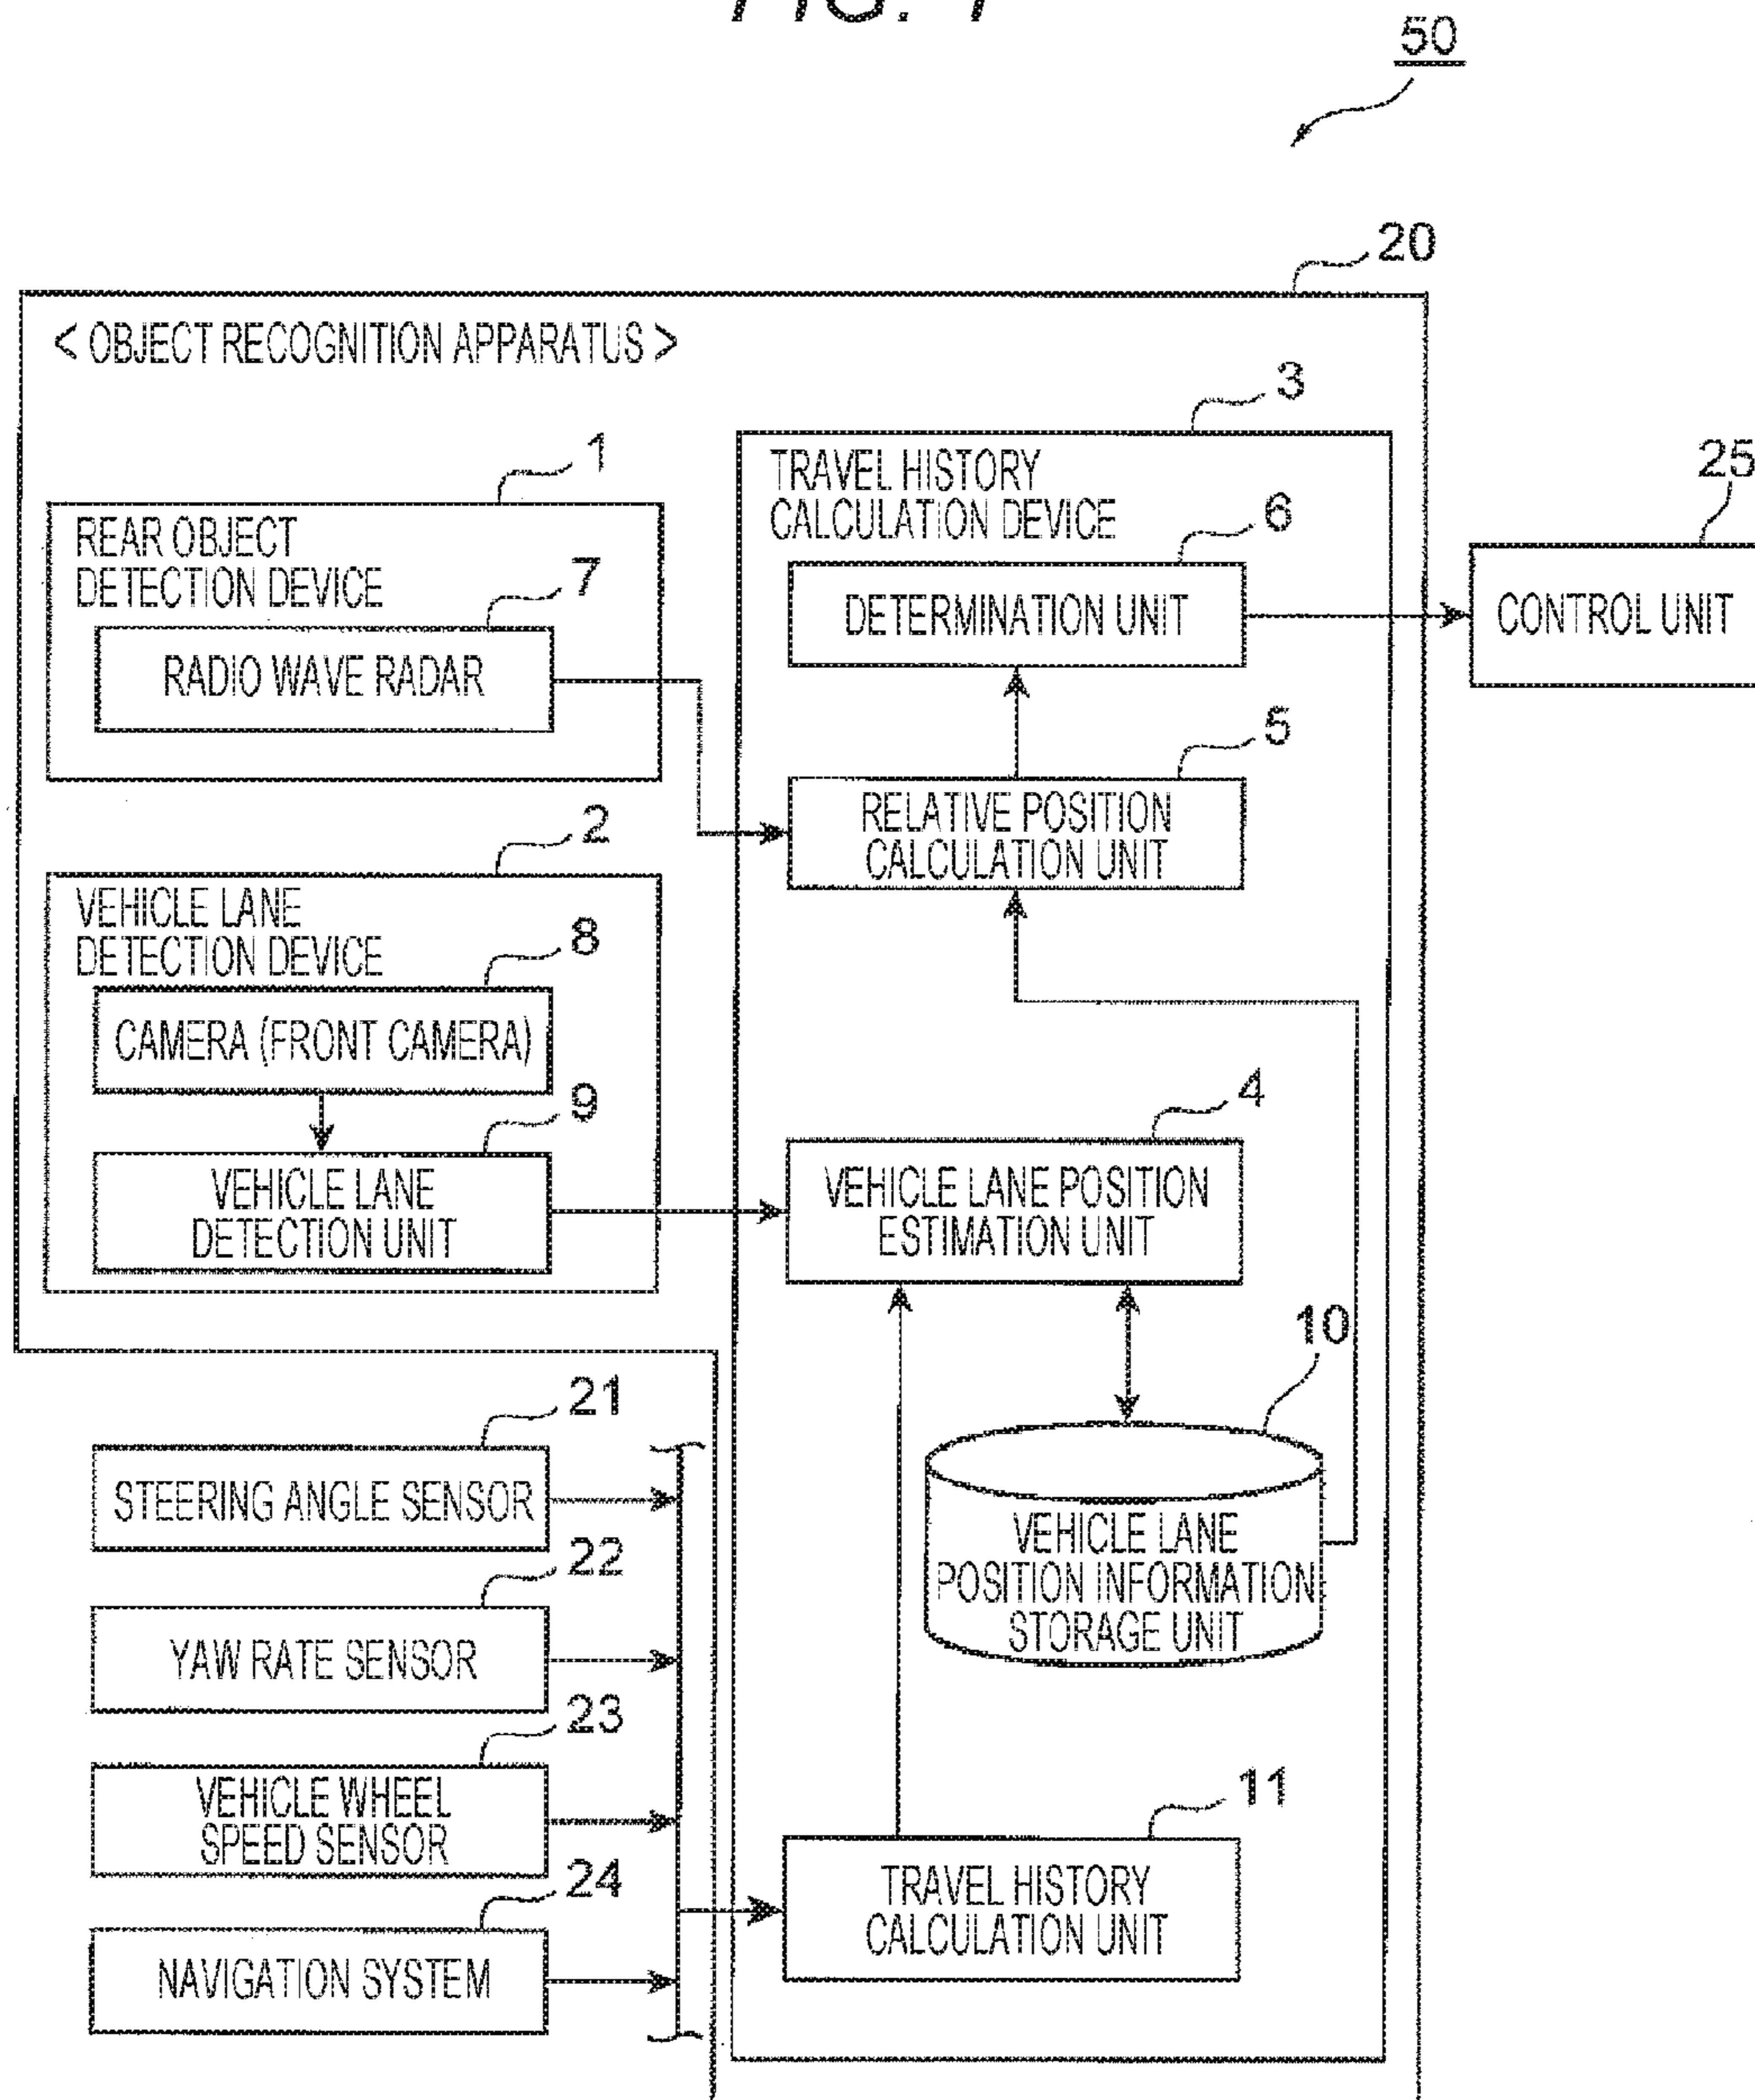 FIG. 1
50
20
< OBJECT RECOGNITION APPARATUS >
3
1
TRAVEL HISTORY
CALCULATION DEVICE
25
REAR OBJECT
DETECTION DEVICE
6
7
DETERMINATION UNIT
CONTROL UNIT
RADIO WAVE RADAR
5
2
RELATIVE POSITION
CALCULATION UNIT
VEHICLE LANE
DETECTION DEVICE
8
CAMERA (FRONT CAMERA)
4
9
VEHICLE LANE
DETECTION UNIT
VEHICLE LANE POSITION
ESTIMATION UNIT
10
21
STEERING ANGLE SENSOR
VEHICLE LANE
POSITION INFORMATION
STORAGE UNIT
22
YAW RATE SENSOR
23
VEHICLE WHEEL
SPEED SENSOR
11
24
TRAVEL HISTORY
CALCULATION UNIT
NAVIGATION SYSTEM